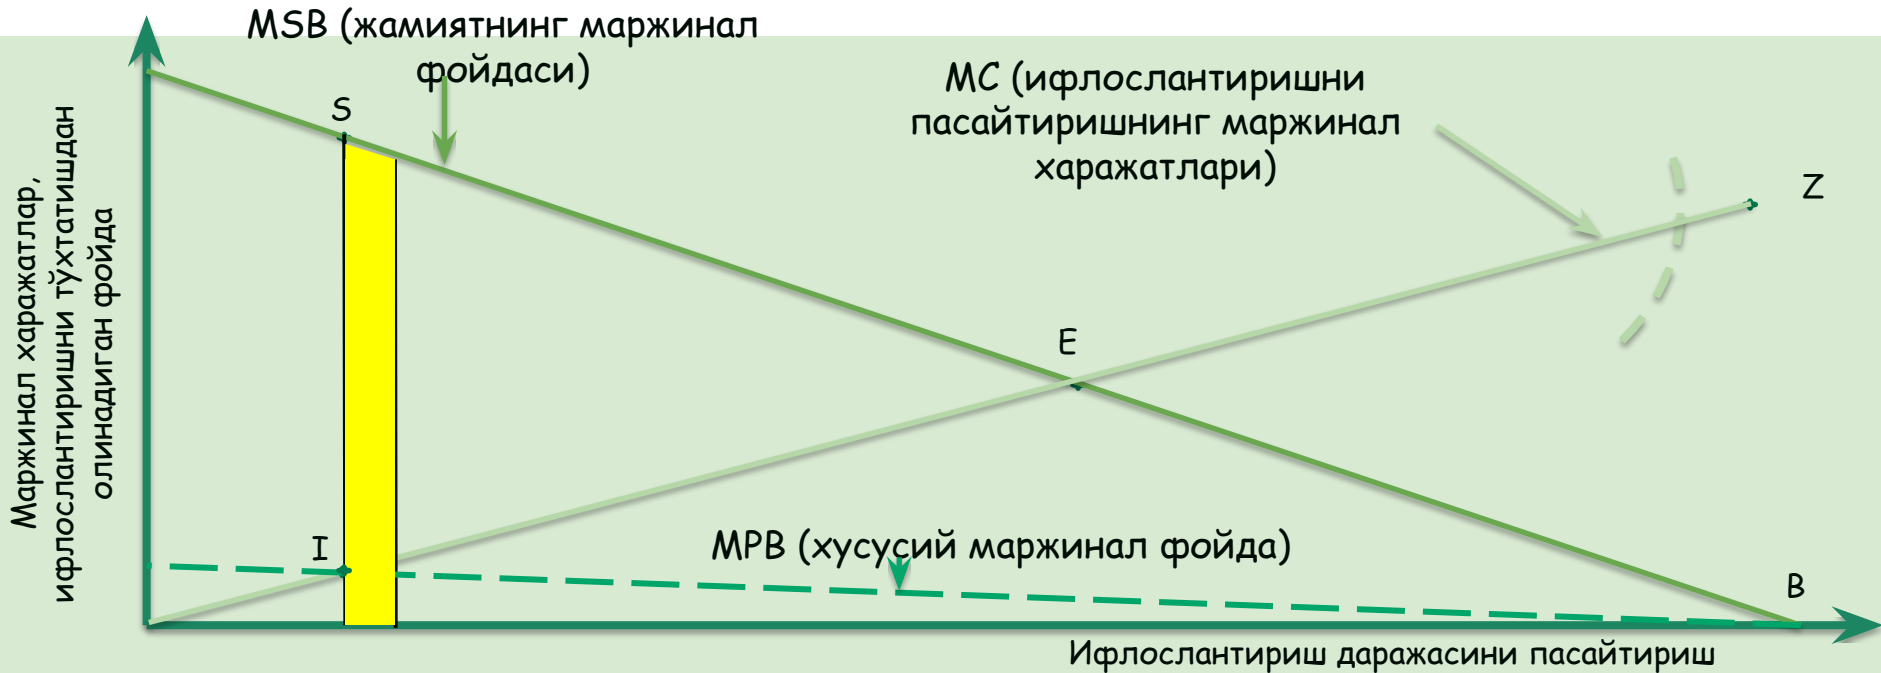 MSB (жамиятнинг маржинал
фойдаси)
S
MC (ифлослантиришни
пасайтиришнинг маржинал
харажатлари)
Z
Маржинал харажатлар,
ифлослантиришни тўхтатишдан
олинадиган фойда
E
I
MPB (хусусий маржинал фойда)
B
Ифлослантириш даражасини пасайтириш